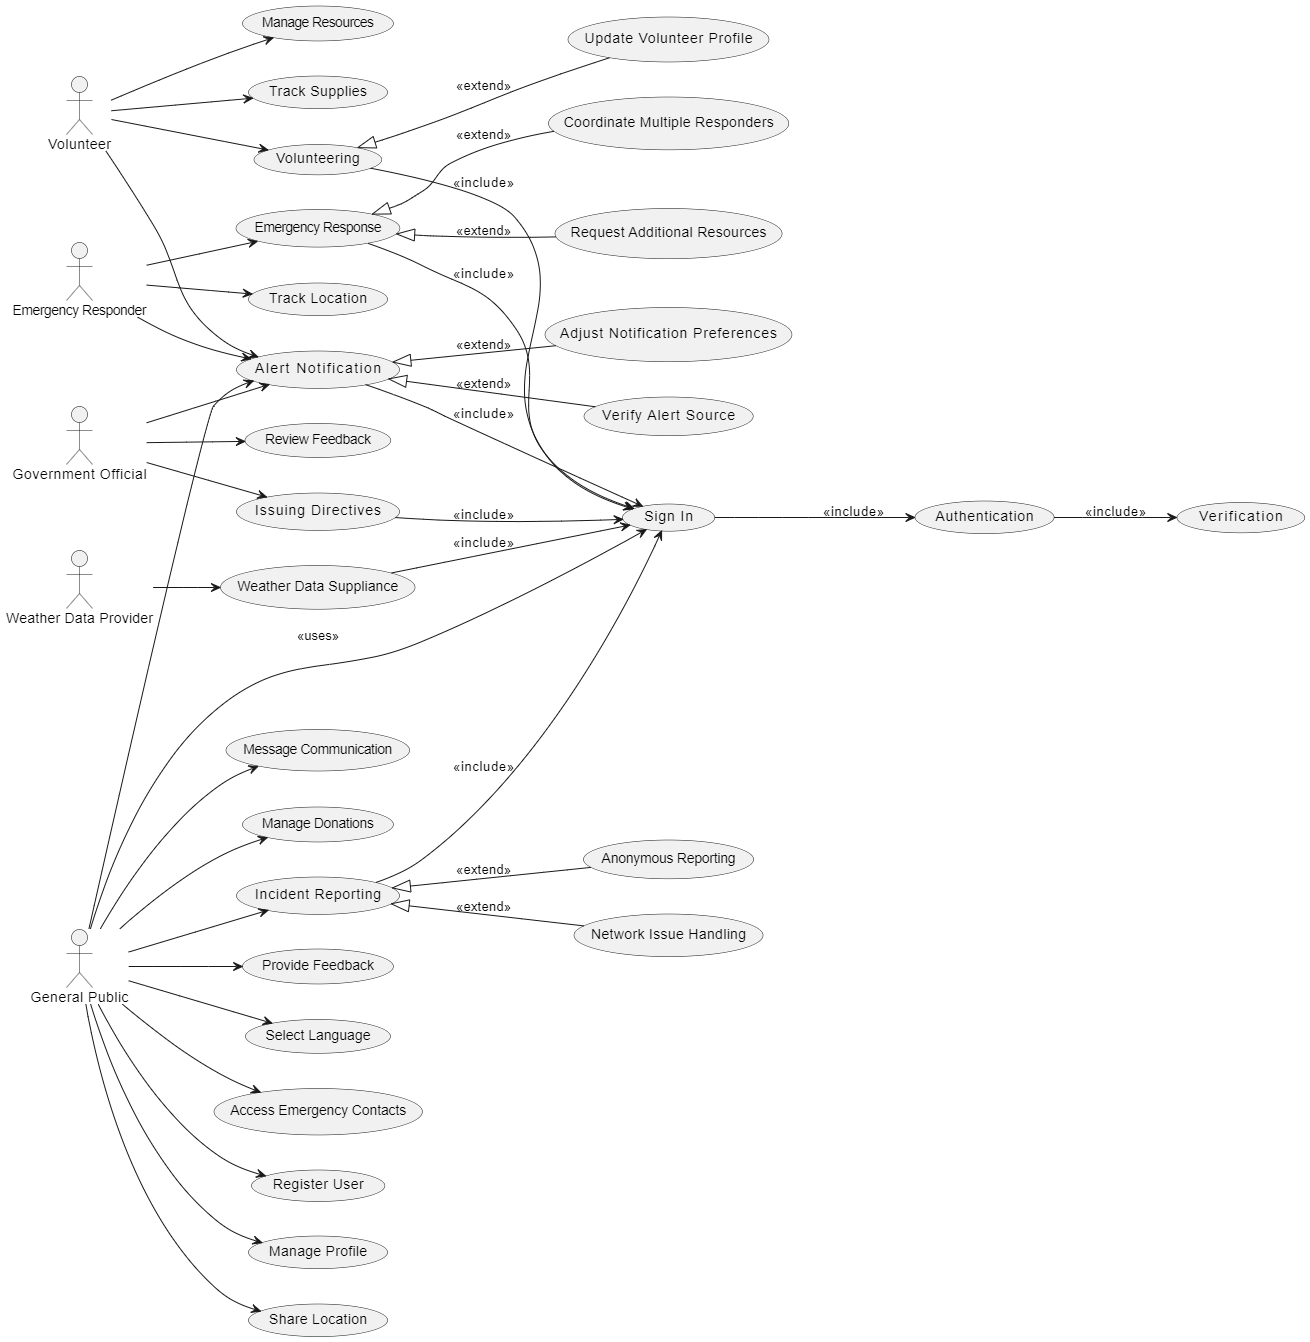 Manage Resources
Update Volunteer Profile
«extend»
Track Supplies
Coordinate Multiple Responders
«extend»
Volunteer
Volunteering
«include»
Emergency Response
Request Additional Resources
«extend»
«include»
Track Location
Emergency Responder
Adjust Notification Preferences
«extend»
Alert Notification
«extend»
Verify Alert Source
«include»
Review Feedback
Government Official
Issuing Directives
«include»
Sign In
«include»
Authentication
«include»
Verification
«include»
Weather Data Suppliance
Weather Data Provider
«uses»
Message Communication
«include»
Manage Donations
Anonymous Reporting
«extend»
Incident Reporting
«extend»
Network Issue Handling
Provide Feedback
General Public
Select Language
Access Emergency Contacts
Register User
Manage Profile
Share Location